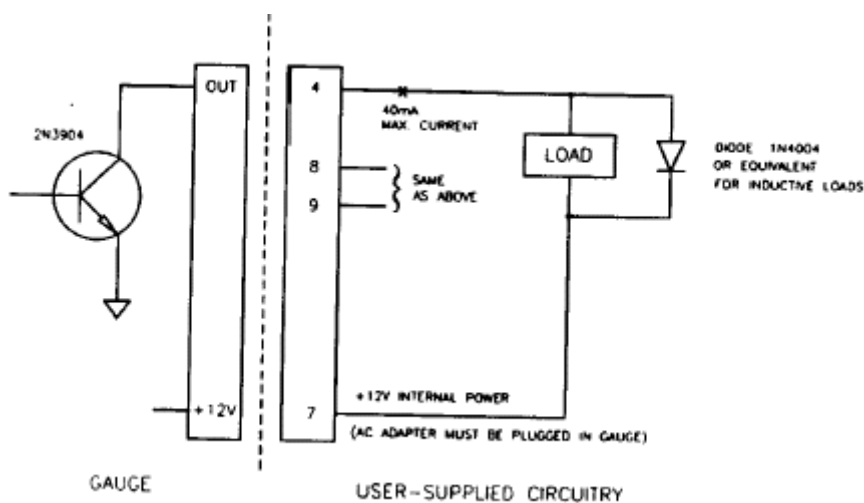 OUT
4
2N3904
40mA
MAX. CURRENT
LOAD
DIODE 1N4004
OR EQUIVALENT
FOR INDUCTIVE LOADS
8
9
SAME
AS ABOVE
+12V
7
+12V INTERNAL POWER
(AC ADAPTER MUST BE PLUGGED IN GAUGE)
GAUGE
USER-SUPPLIED CIRCUITRY